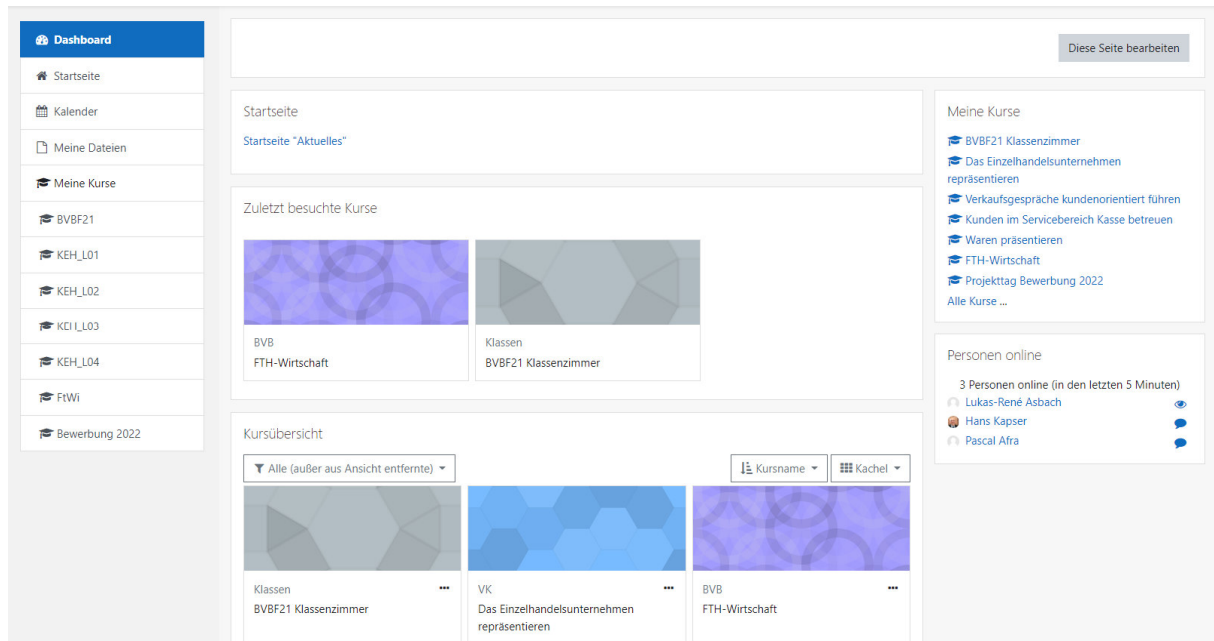 Dashboard
Startseite
Kalender
Meine Dateien
Meine Kurse
BVBF21
KEH_L01
KEH_L02
KEH_L03
KEH_L04
FtWi
Bewerbung 2022
Diese Seite bearbeiten
Startseite
Startseite "Aktuelles"
Zuletzt besuchte Kurse
BVB
FTH-Wirtschaft
Klassen
BVBF21 Klassenzimmer
Kursübersicht
Alle (außer aus Ansicht entfernte)
Kursname
Kachel
Klassen
BVBF21 Klassenzimmer
VK
Das Einzelhandelsunternehmen
repräsentieren
BVB
FTH-Wirtschaft
Meine Kurse
BVBF21 Klassenzimmer
Das Einzelhandelsunternehmen
repräsentieren
Verkaufsgespräche kundenorientiert führen
Kunden im Servicebereich Kasse betreuen
Waren präsentieren
FTH-Wirtschaft
Projekttag Bewerbung 2022
Alle Kurse ...
Personen online
3 Personen online (in den letzten 5 Minuten)
Lukas-René Asbach
Hans Kapser
Pascal Afra